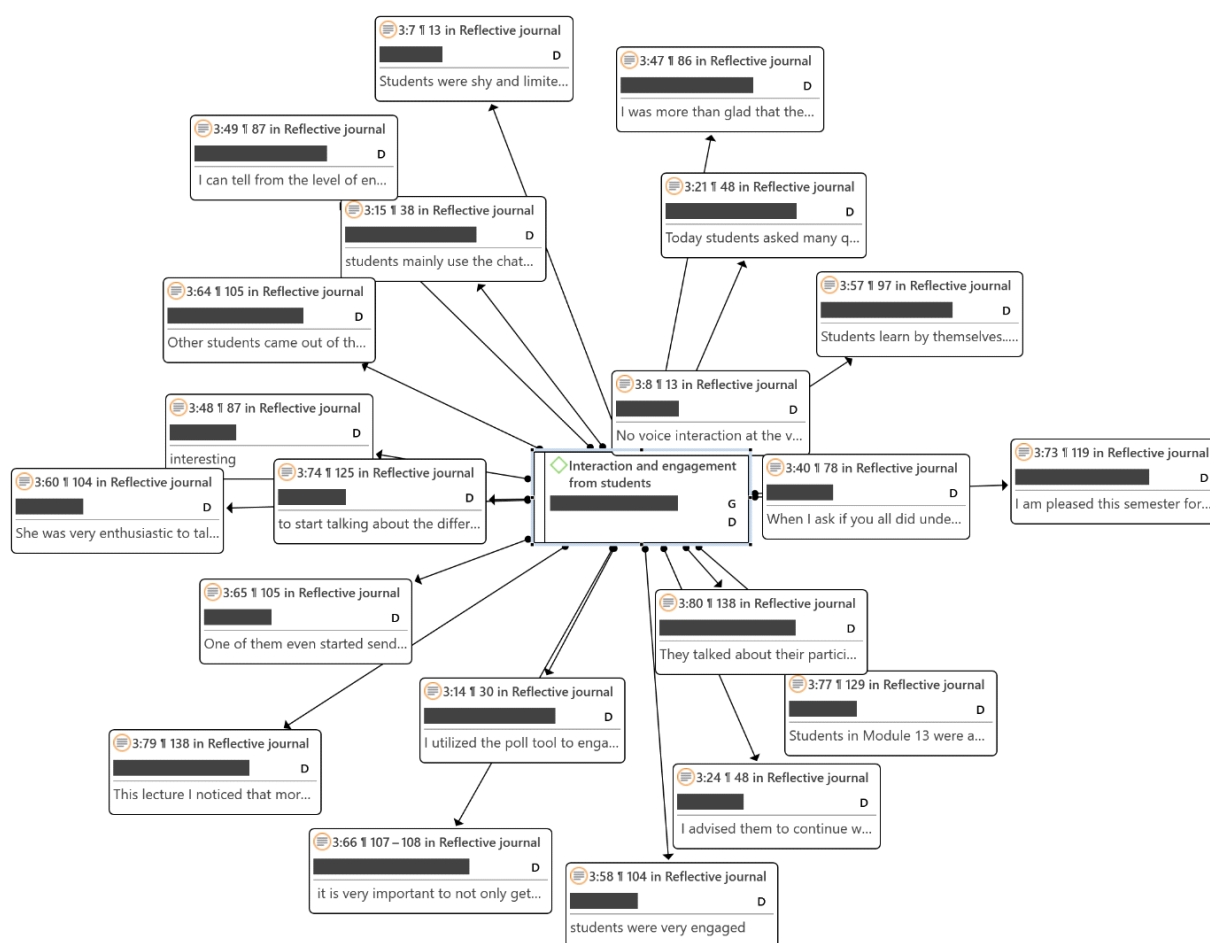 3:7 ¶ 13 in Reflective journal
D
Students were shy and limite...
3:47 ¶ 86 in Reflective journal
D
I was more than glad that the...
3:49 ¶ 87 in Reflective journal
D
I can tell from the level of en...
3:21 ¶ 48 in Reflective journal
D
Today students asked many q...
3:15 ¶ 38 in Reflective journal
D
students mainly use the chat...
3:64 ¶ 105 in Reflective journal
D
Other students came out of th...
3:57 ¶ 97 in Reflective journal
D
Students learn by themselves.....
3:8 ¶ 13 in Reflective journal
D
No voice interaction at the v...
3:48 ¶ 87 in Reflective journal
D
interesting
3:74 ¶ 125 in Reflective journal
D
to start talking about the differ...
3:60 ¶ 104 in Reflective journal
D
She was very enthusiastic to tal...
Interaction and engagement
from students
G
D
3:40 ¶ 78 in Reflective journal
D
When I ask if you all did unde...
3:73 ¶ 119 in Reflective journal
D
I am pleased this semester for...
3:65 ¶ 105 in Reflective journal
D
One of them even started send...
3:80 ¶ 138 in Reflective journal
D
They talked about their partici...
3:14 ¶ 30 in Reflective journal
D
I utilized the poll tool to enga...
3:77 ¶ 129 in Reflective journal
D
Students in Module 13 were a...
3:79 ¶ 138 in Reflective journal
D
This lecture I noticed that mor...
3:24 ¶ 48 in Reflective journal
D
I advised them to continue w...
3:66 ¶ 107 – 108 in Reflective journal
D
it is very important to not only get...
3:58 ¶ 104 in Reflective journal
D
students were very engaged